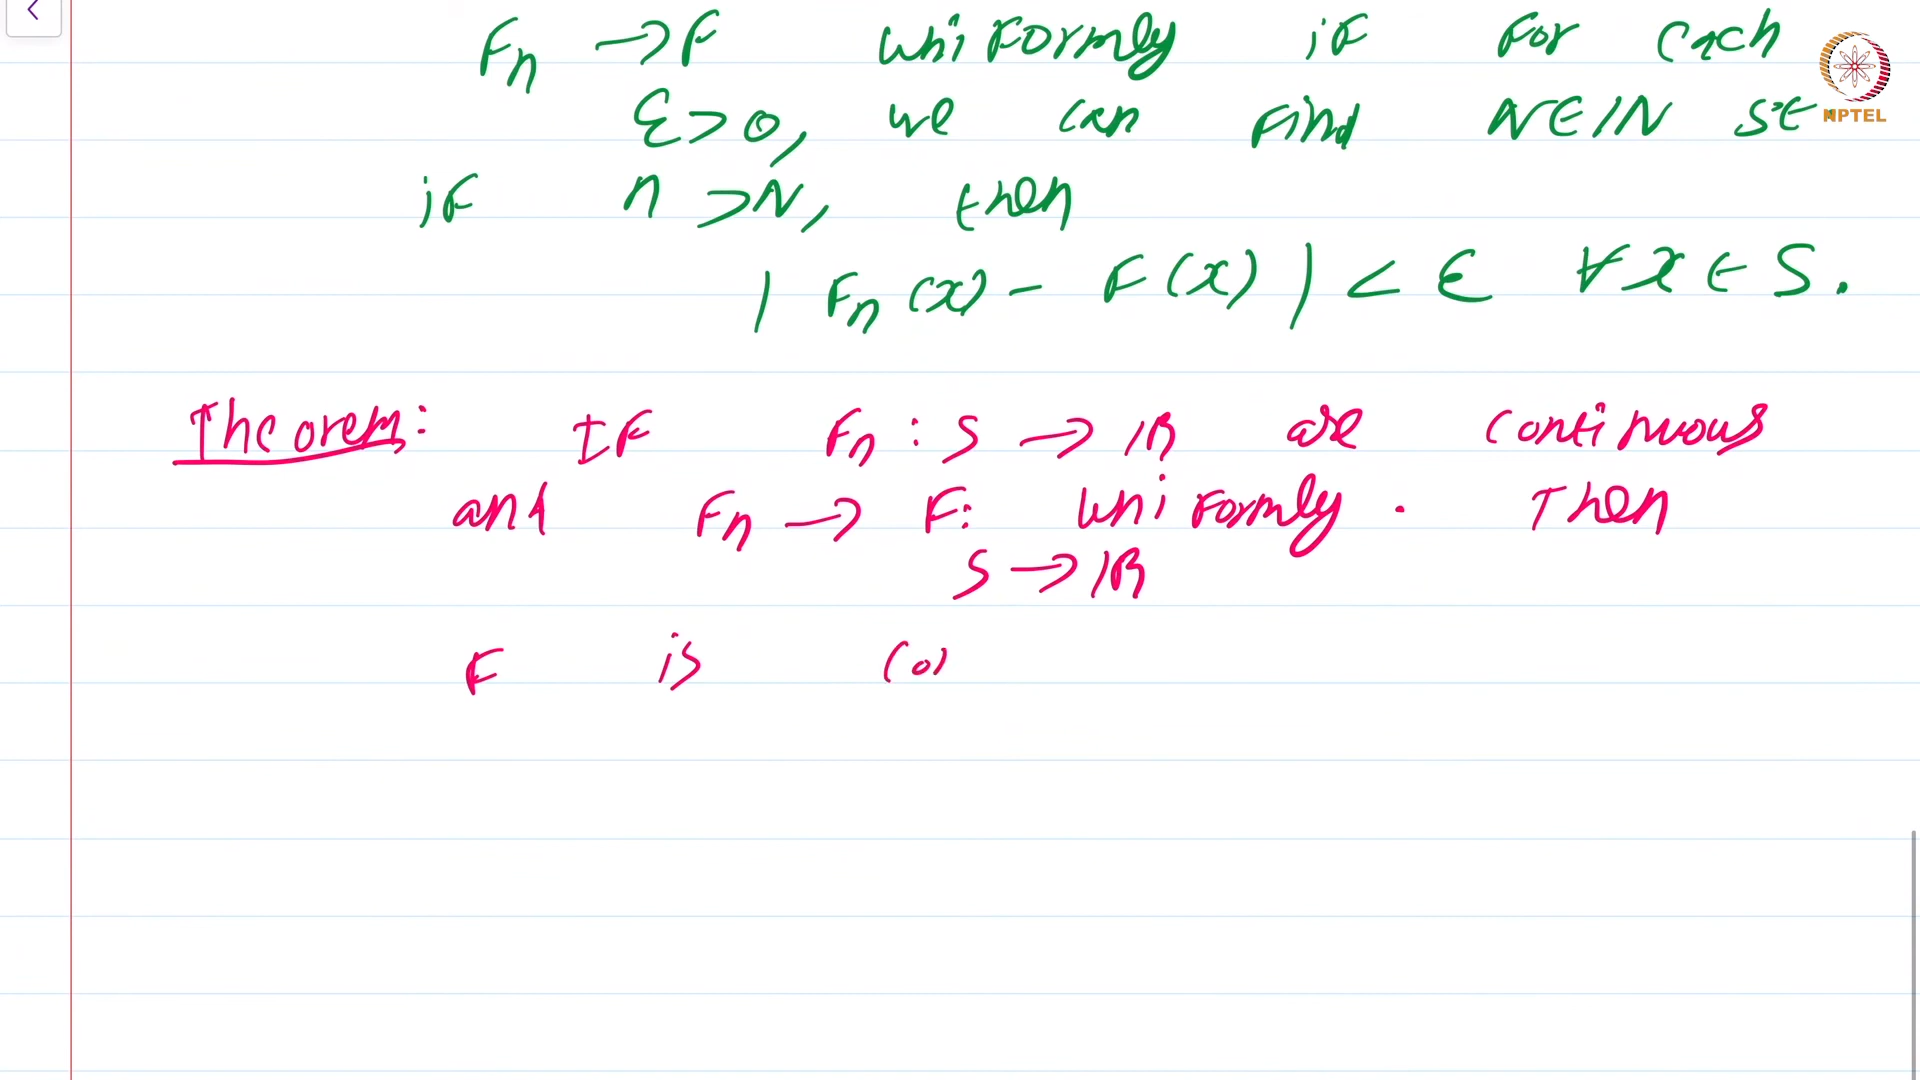 Fn → F uniformly if for each
ε > 0, we can find N ∈ ℕ st.
if n > N, then
| Fn(x) - F(x) | < ε ∀ x ∈ S.
Theorem: If Fn : S → ℝ are continuous
and Fn → F: uniformly. Then
S → ℝ
F is co
NPTEL